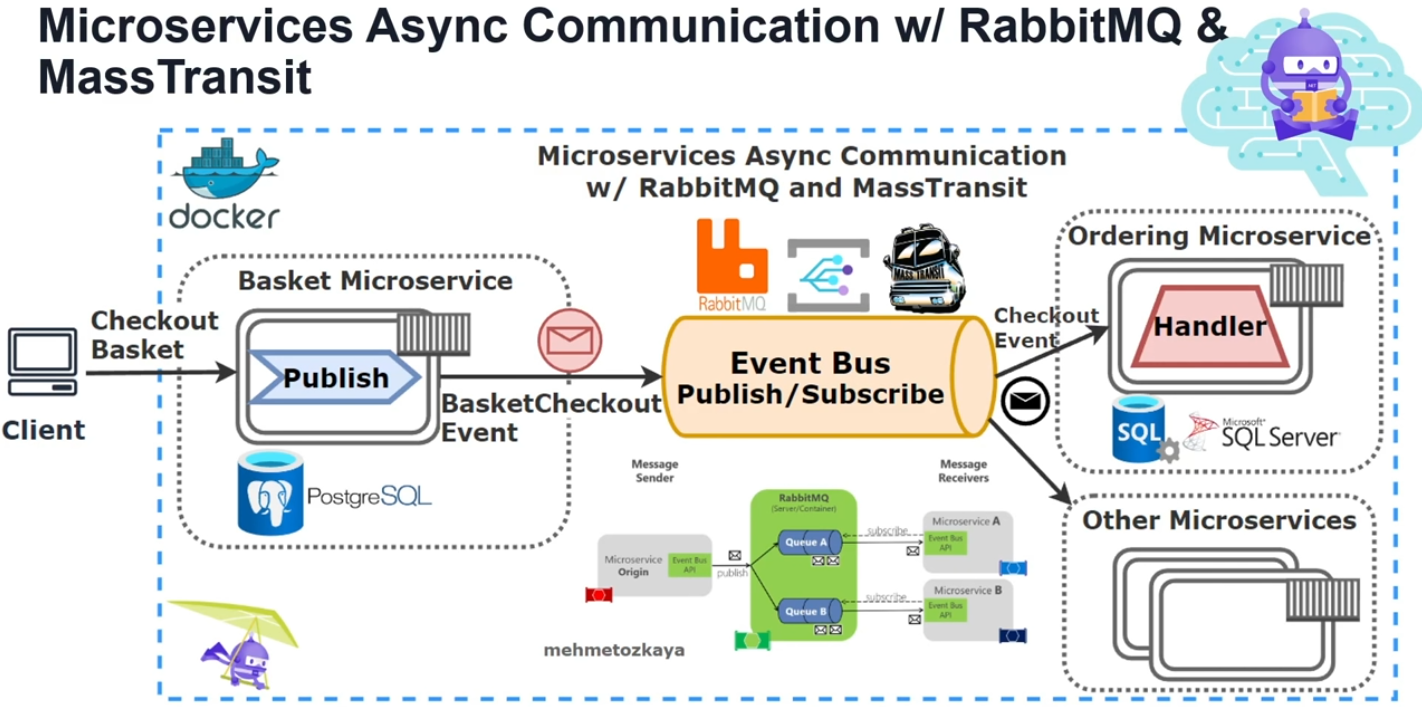 Microservices Async Communication w/ RabbitMQ &
MassTransit
docker
Microservices Async Communication
w/ RabbitMQ and MassTransit
RabbitMQ
MASS TRANSIT
Basket Microservice
Publish
PostgreSQL
Client
Checkout
Basket
BasketCheckout
Event
Event Bus
Publish/Subscribe
Checkout
Event
Ordering Microservice
Handler
SQL
Microsoft®
SQL Server®
Other Microservices
Message
Sender
Message
Receivers
RabbitMQ
(Server/Container)
Microservice
Origin
Event Bus
API
publish
Queue A
Queue B
subscribe
subscribe
Microservice A
Event Bus
API
Microservice B
Event Bus
API
mehmetozkaya